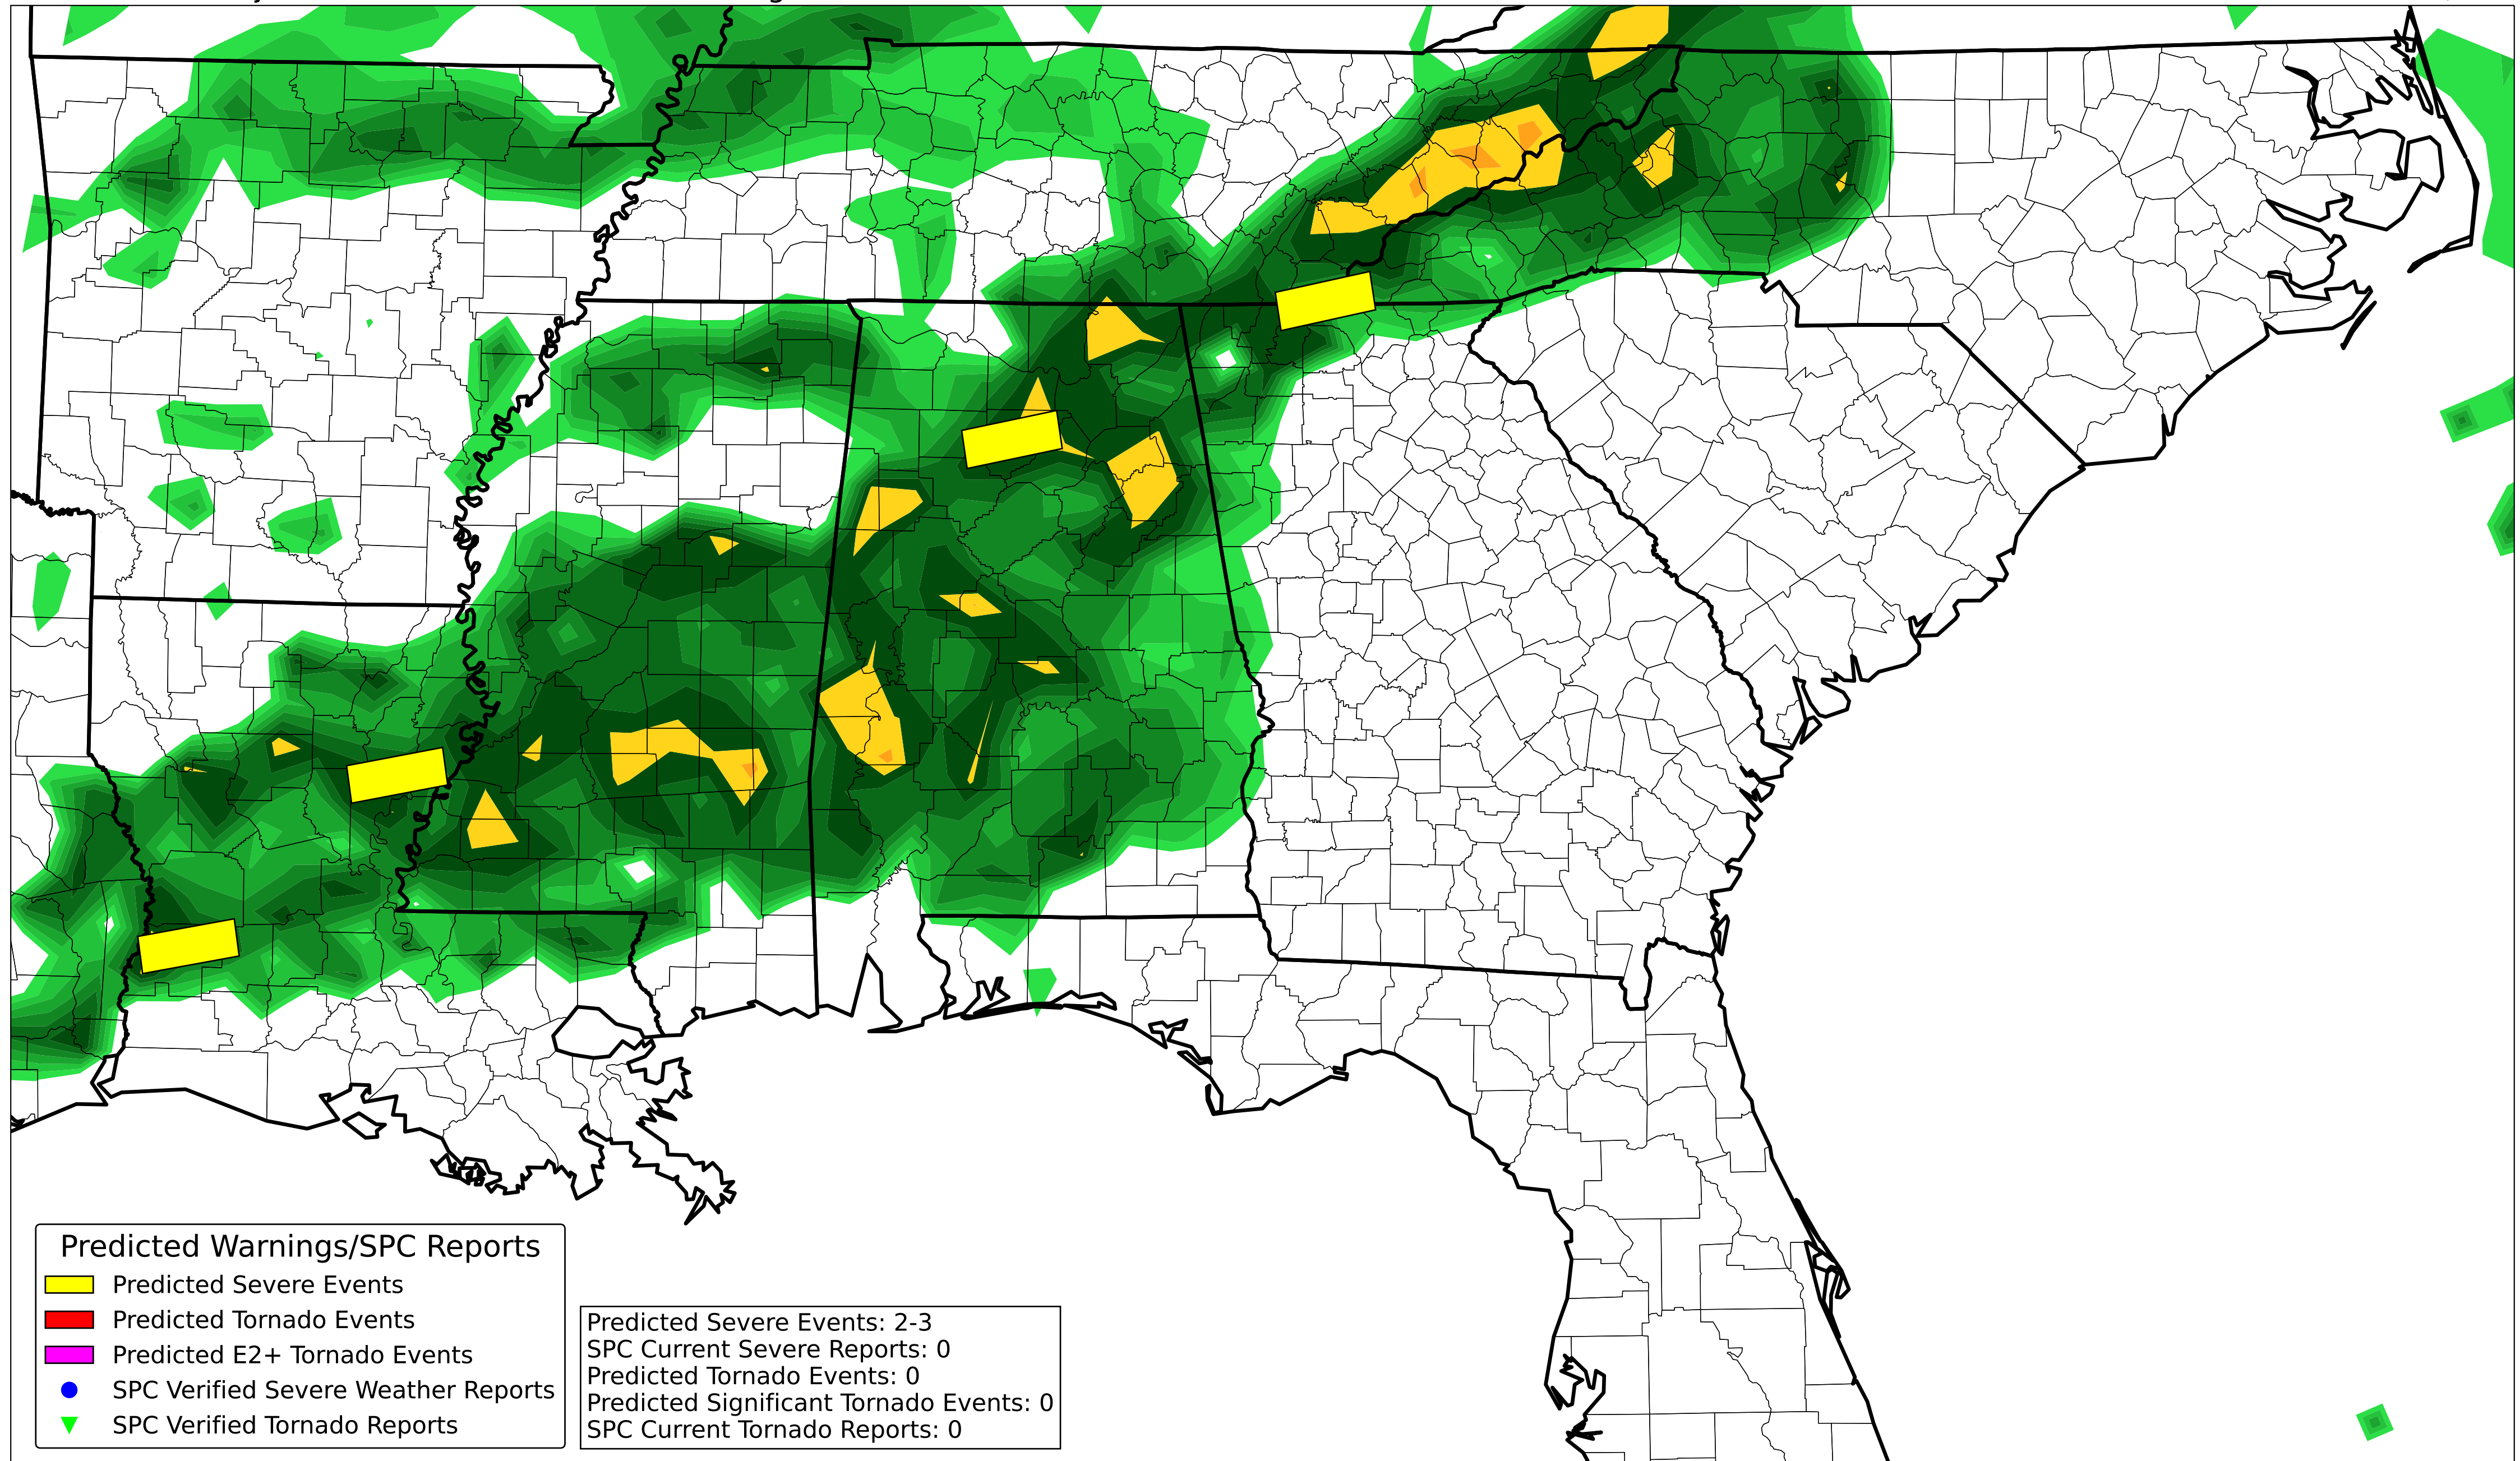 Predicted Warnings/SPC Reports
Predicted Severe Events
Predicted Tornado Events
Predicted E2+ Tornado Events
SPC Verified Severe Weather Reports
SPC Verified Tornado Reports
Predicted Severe Events: 2-3
SPC Current Severe Reports: 0
Predicted Tornado Events: 0
Predicted Significant Tornado Events: 0
SPC Current Tornado Reports: 0